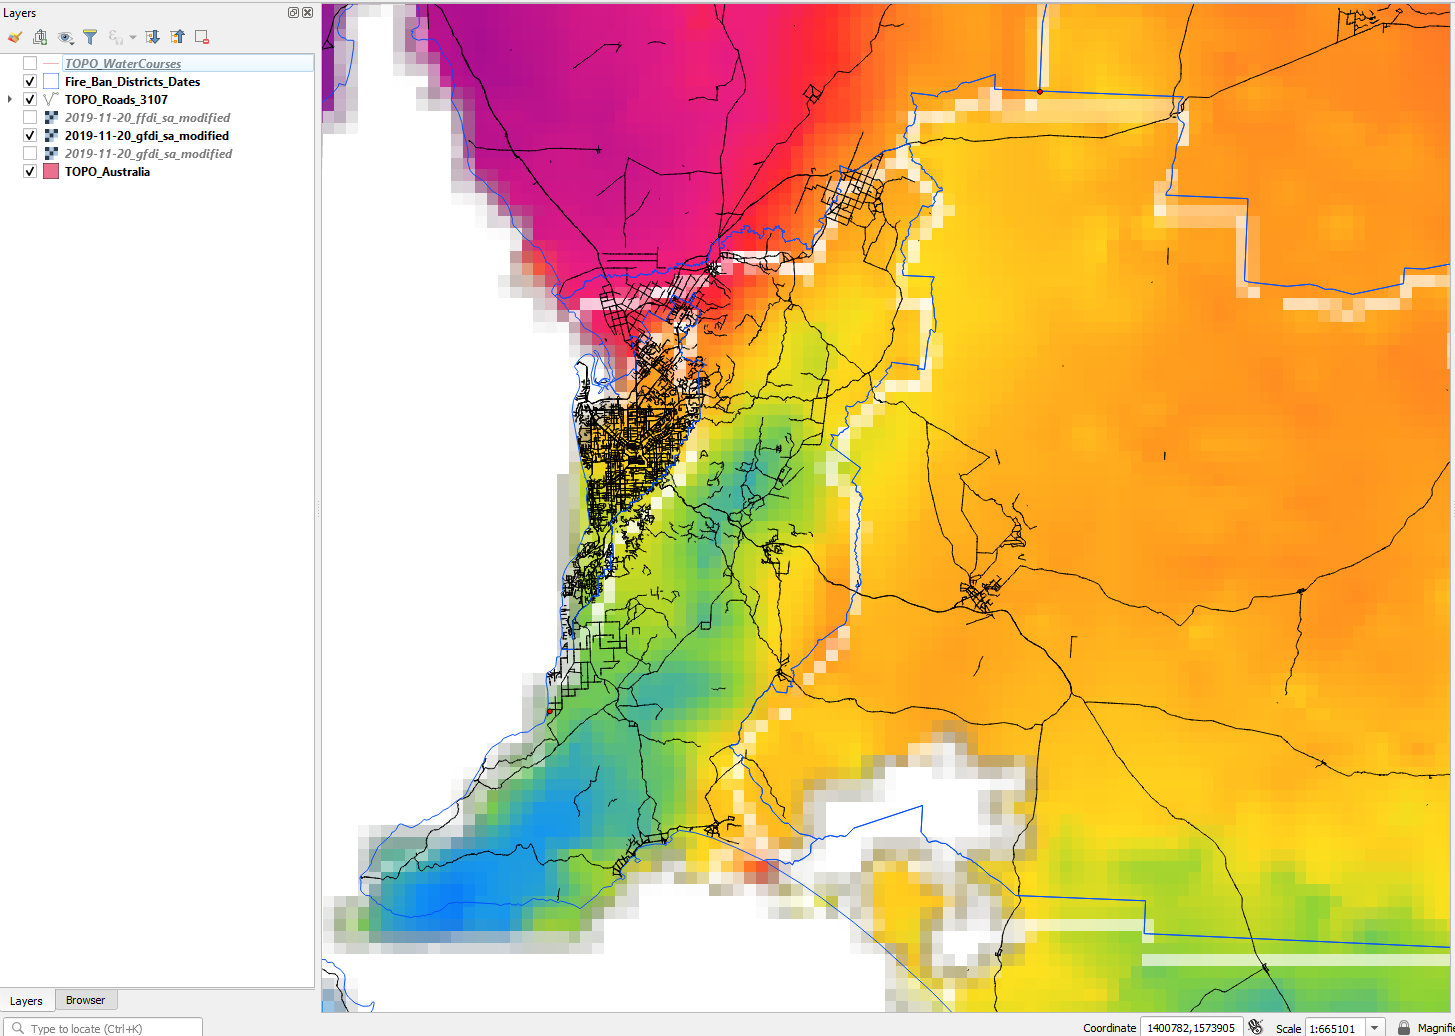 Layers
TOPO_WaterCourses
Fire_Ban_Districts_Dates
TOPO_Roads_3107
2019-11-20_ffdi_sa_modified
2019-11-20_gfdi_sa_modified
2019-11-20_gfdi_sa_modified
TOPO_Australia
Layers Browser
Type to locate (Ctrl+K)
Coordinate 1400782,1573905 Scale 1:665101 Magnifie